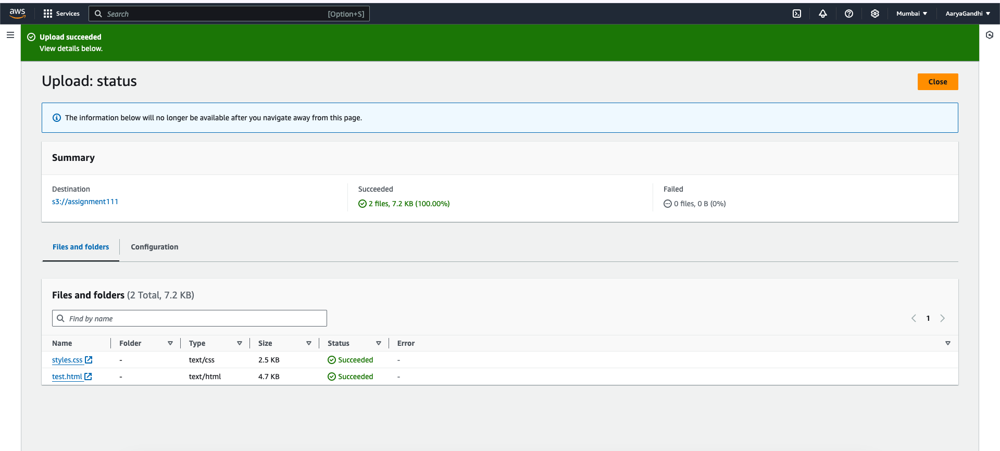 aws Services Search [Option+S] Mumbai AaryaGandhi
Upload succeeded
View details below.
Upload: status
Close
The information below will no longer be available after you navigate away from this page.
Summary
Destination Succeeded Failed
s3://assignment111 2 files, 7.2 KB (100.00%) 0 files, 0 B (0%)
Files and folders Configuration
Files and folders (2 Total, 7.2 KB)
Find by name 1
Name Folder Type Size Status Error
styles.css - text/css 2.5 KB Succeeded -
test.html - text/html 4.7 KB Succeeded -